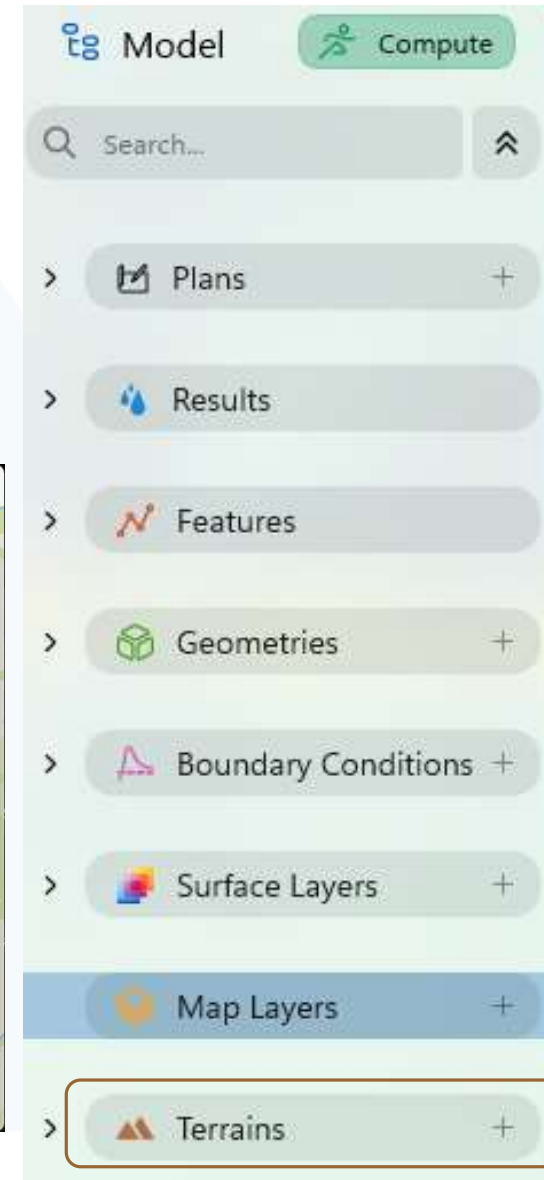 Model
Compute
Search...
Plans
Results
Features
Geometries
Boundary Conditions
Surface Layers
Map Layers
Terrains